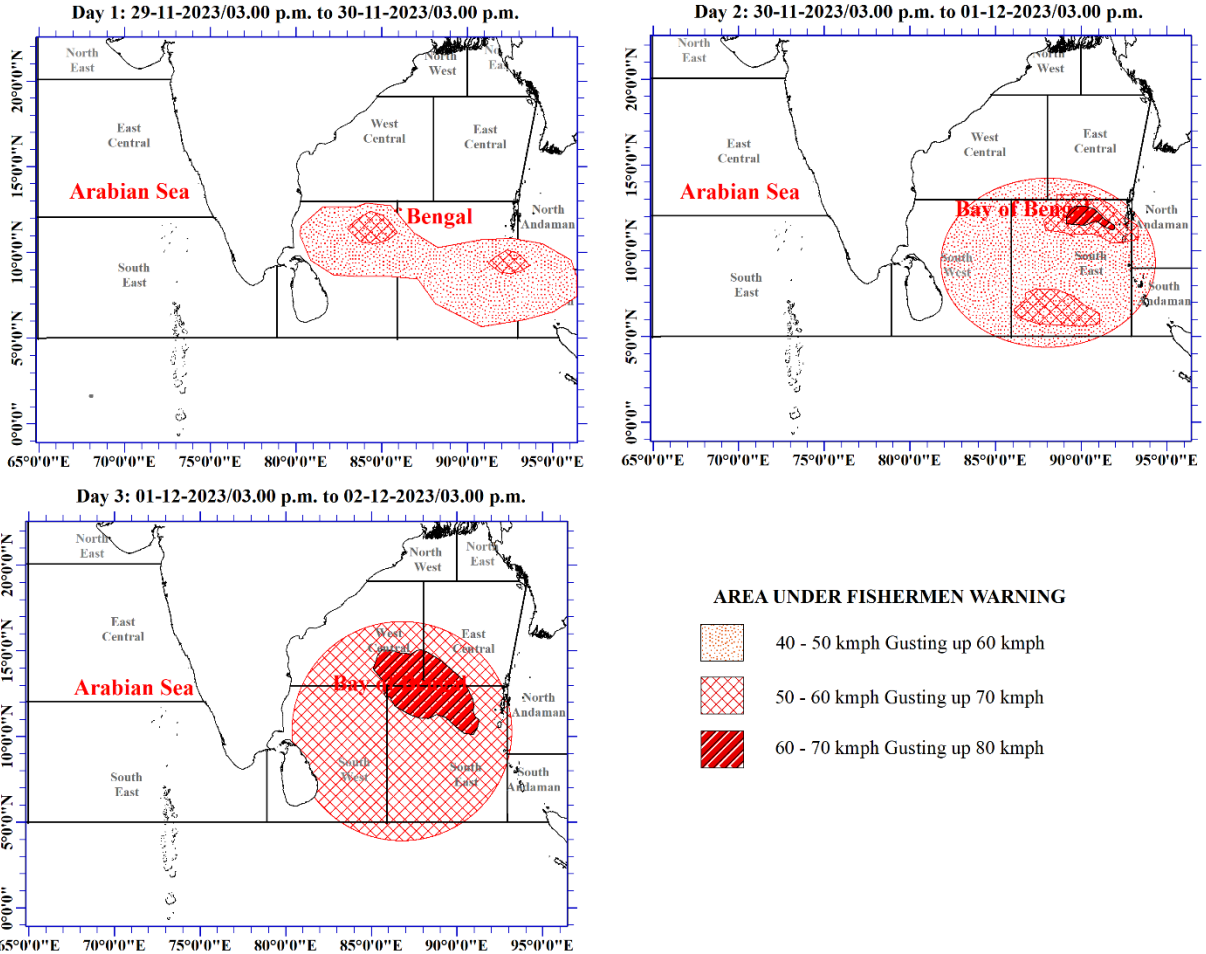 Day 1: 29-11-2023/03.00 p.m. to 30-11-2023/03.00 p.m.
North
East
North
West
East
Central
West
Central
East
Central
Arabian Sea
Bengal
North
Andaman
South
East
20°0'0"N
15°0'0"N
10°0'0"N
5°0'0"N
0°0'0"
65°0'0"E
70°0'0"E
75°0'0"E
80°0'0"E
85°0'0"E
90°0'0"E
95°0'0"E
Day 2: 30-11-2023/03.00 p.m. to 01-12-2023/03.00 p.m.
North
East
North
West
East
Central
West
Central
East
Central
Arabian Sea
Bay of Bengal
North
Andaman
South
East
South
West
South
East
South
Andaman
20°0'0"N
15°0'0"N
10°0'0"N
5°0'0"N
0°0'0"
65°0'0"E
70°0'0"E
75°0'0"E
80°0'0"E
85°0'0"E
90°0'0"E
95°0'0"E
Day 3: 01-12-2023/03.00 p.m. to 02-12-2023/03.00 p.m.
North
East
North
West
North
East
East
Central
West
Central
East
Central
Arabian Sea
Bay of
North
Andaman
South
East
South
West
South
East
South
Andaman
20°0'0"N
15°0'0"N
10°0'0"N
5°0'0"N
0°0'0"
65°0'0"E
70°0'0"E
75°0'0"E
80°0'0"E
85°0'0"E
90°0'0"E
95°0'0"E
AREA UNDER FISHERMEN WARNING
40 - 50 kmph Gusting up 60 kmph
50 - 60 kmph Gusting up 70 kmph
60 - 70 kmph Gusting up 80 kmph